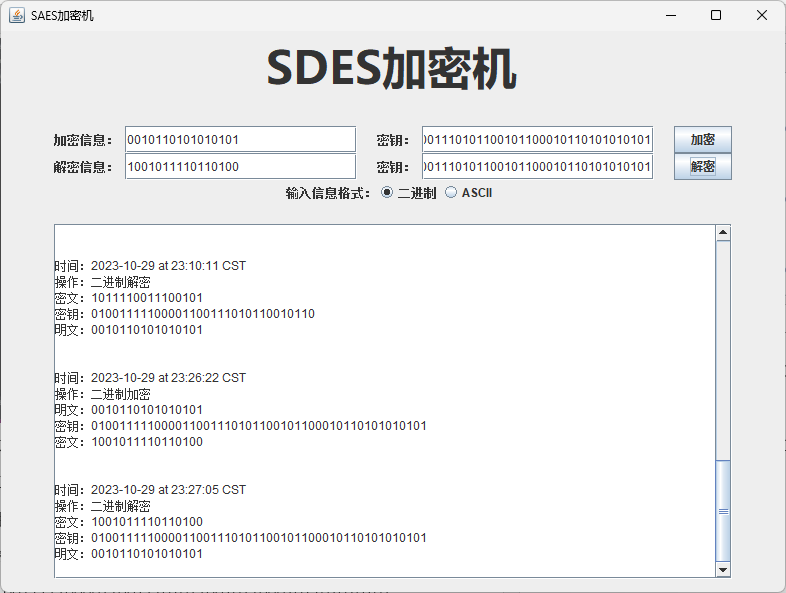 SAES加密机
SDES加密机
加密信息： 0010110101010101 密钥： 00111010110010110001011010101010101 加密
解密信息： 1001011110110100 密钥： 00111010110010110001011010101010101 解密
输入信息格式： 二进制 ASCII
时间：2023-10-29 at 23:10:11 CST
操作：二进制解密
密文：1011110011100101
密钥：01001111100001100111010110010110
明文：0010110101010101
时间：2023-10-29 at 23:26:22 CST
操作：二进制加密
明文：0010110101010101
密钥：010011111000011001110101100101100010110101010101
密文：1001011110110100
时间：2023-10-29 at 23:27:05 CST
操作：二进制解密
密文：1001011110110100
密钥：010011111000011001110101100101100010110101010101
明文：0010110101010101